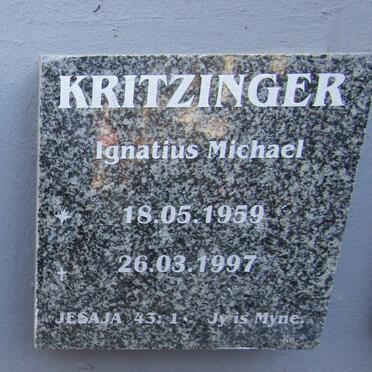 KRITZINGER
Ignatius Michael
* 18.05.1959
† 26.03.1997
JESAJA 43:1. Jy is Myne.